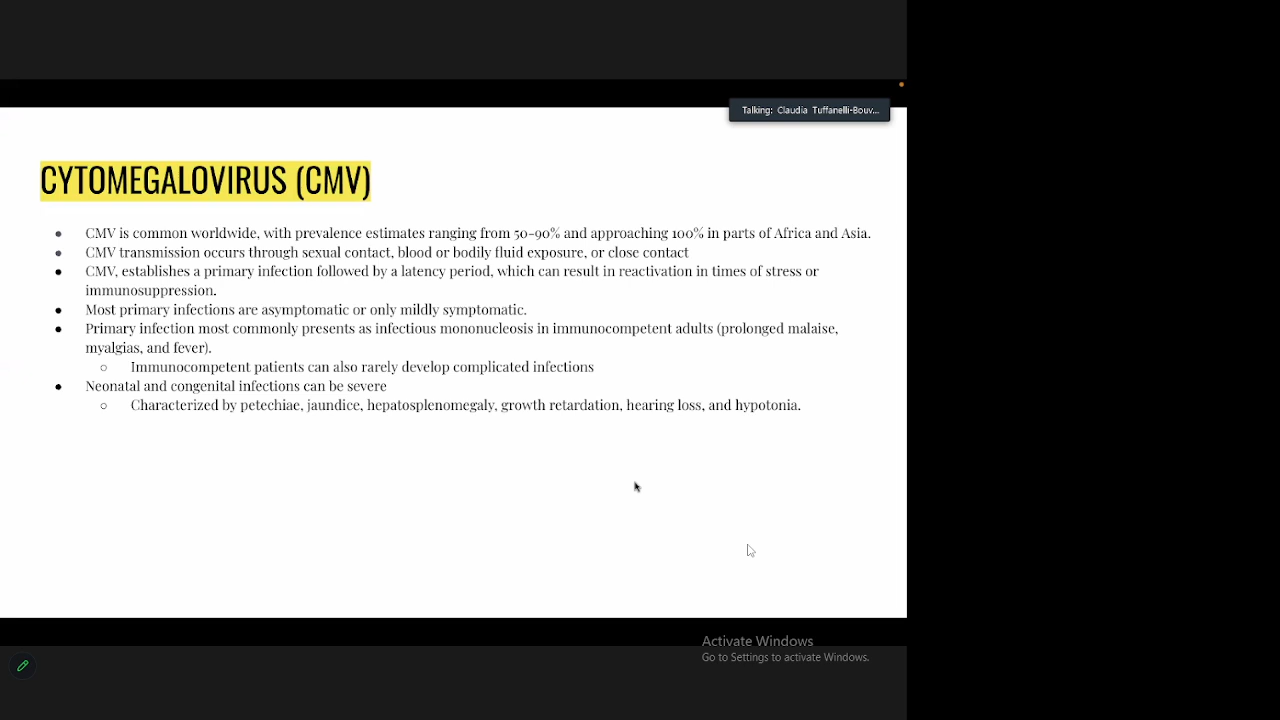 Talking: Claudia Tuffanelli-Bouv...
CYTOMEGALOVIRUS (CMV)
● CMV is common worldwide, with prevalence estimates ranging from 50-90% and approaching 100% in parts of Africa and Asia.
● CMV transmission occurs through sexual contact, blood or bodily fluid exposure, or close contact
● CMV, establishes a primary infection followed by a latency period, which can result in reactivation in times of stress or
immunosuppression.
● Most primary infections are asymptomatic or only mildly symptomatic.
● Primary infection most commonly presents as infectious mononucleosis in immunocompetent adults (prolonged malaise,
myalgias, and fever).
○ Immunocompetent patients can also rarely develop complicated infections
● Neonatal and congenital infections can be severe
○ Characterized by petechiae, jaundice, hepatosplenomegaly, growth retardation, hearing loss, and hypotonia.
Activate Windows
Go to Settings to activate Windows.